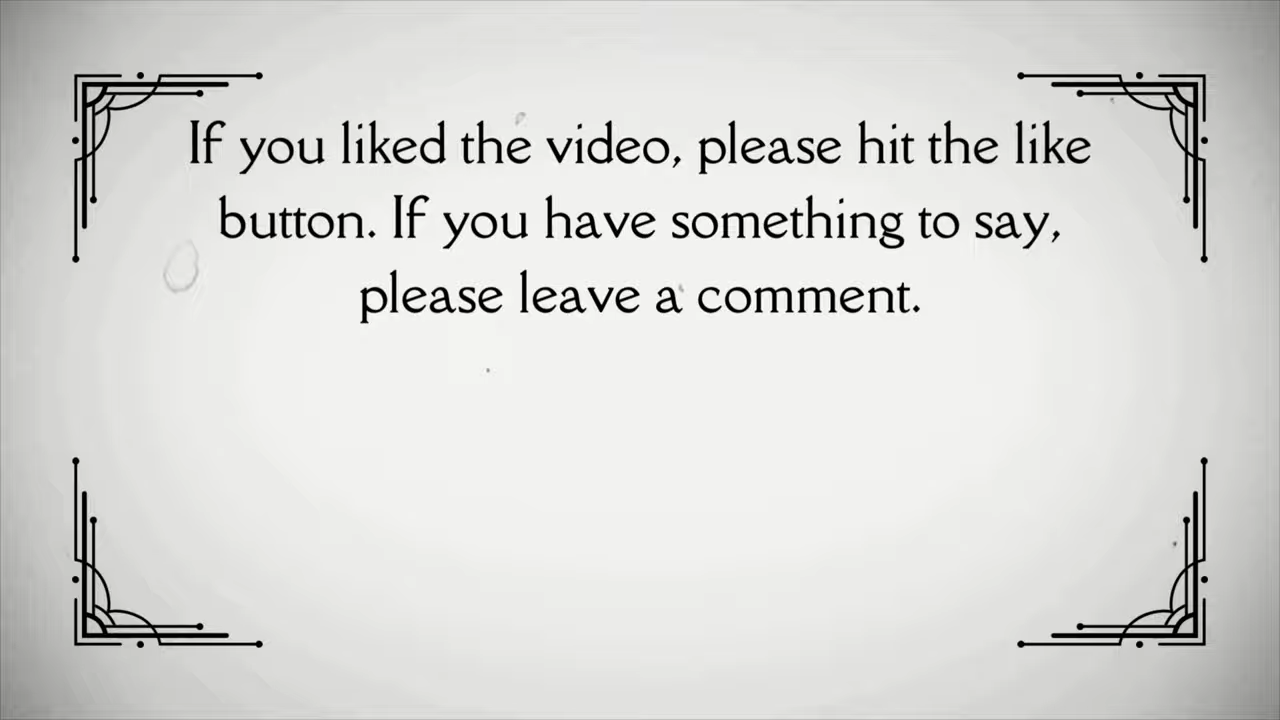 If you liked the video, please hit the like
button. If you have something to say,
please leave a comment.